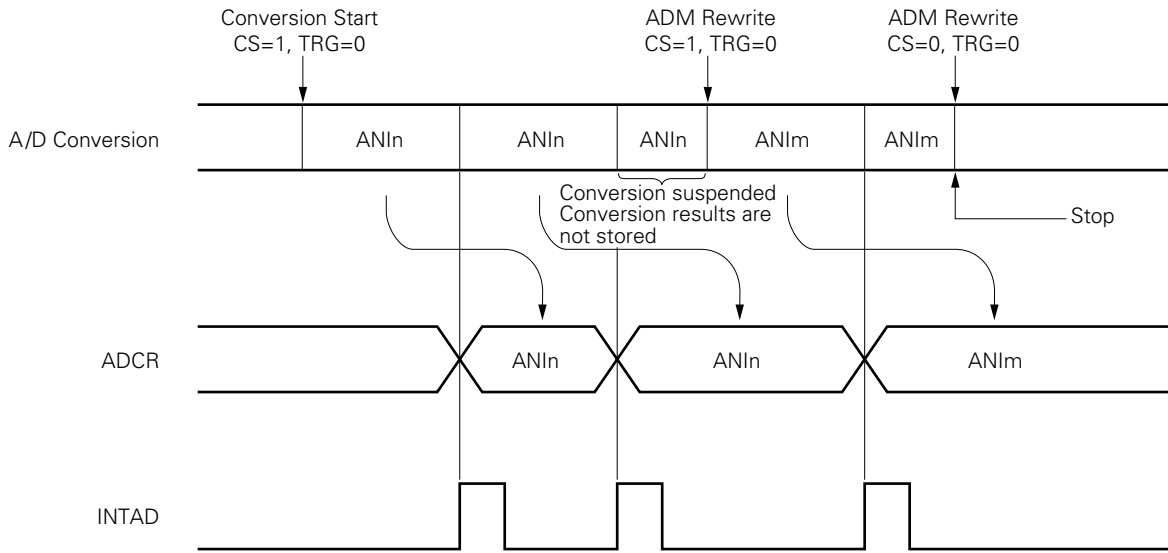 Conversion Start
CS=1, TRG=0
ADM Rewrite
CS=1, TRG=0
ADM Rewrite
CS=0, TRG=0
A/D Conversion
ANIn
ANIn
ANIn
ANIm
ANIm
Conversion suspended
Conversion results are
not stored
Stop
ADCR
ANIn
ANIn
ANIm
INTAD